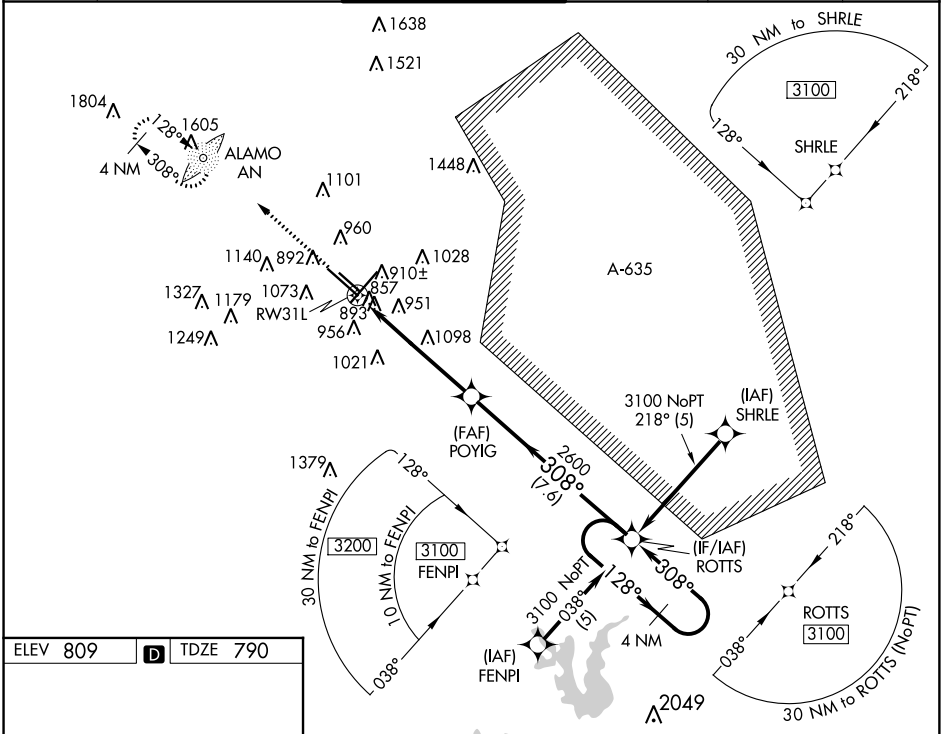 1638
1521
1804
128°
1605
308°
4 NM
ALAMO
AN
1101
1448
960
1140
892
1028
910±
1327
1179
1073
857
RW31L
893
951
1249
956
1098
1021
A-635
30 NM to SHRLE
3100
218°
128°
SHRLE
3100 NoPT
218° (5)
(IAF)
SHRLE
(FAF)
POYIG
2600
308°
(7.6)
(IF/IAF)
ROTTS
308°
128°
4 NM
3100 NoPT
038°
(5)
(IAF)
FENPI
1379
128°
30 NM to FENPI
3200
10 NM to FENPI
3100
FENPI
038°
218°
ROTTS
3100
038°
30 NM to ROTTS (NoPT)
2049
ELEV 809 D TDZE 790